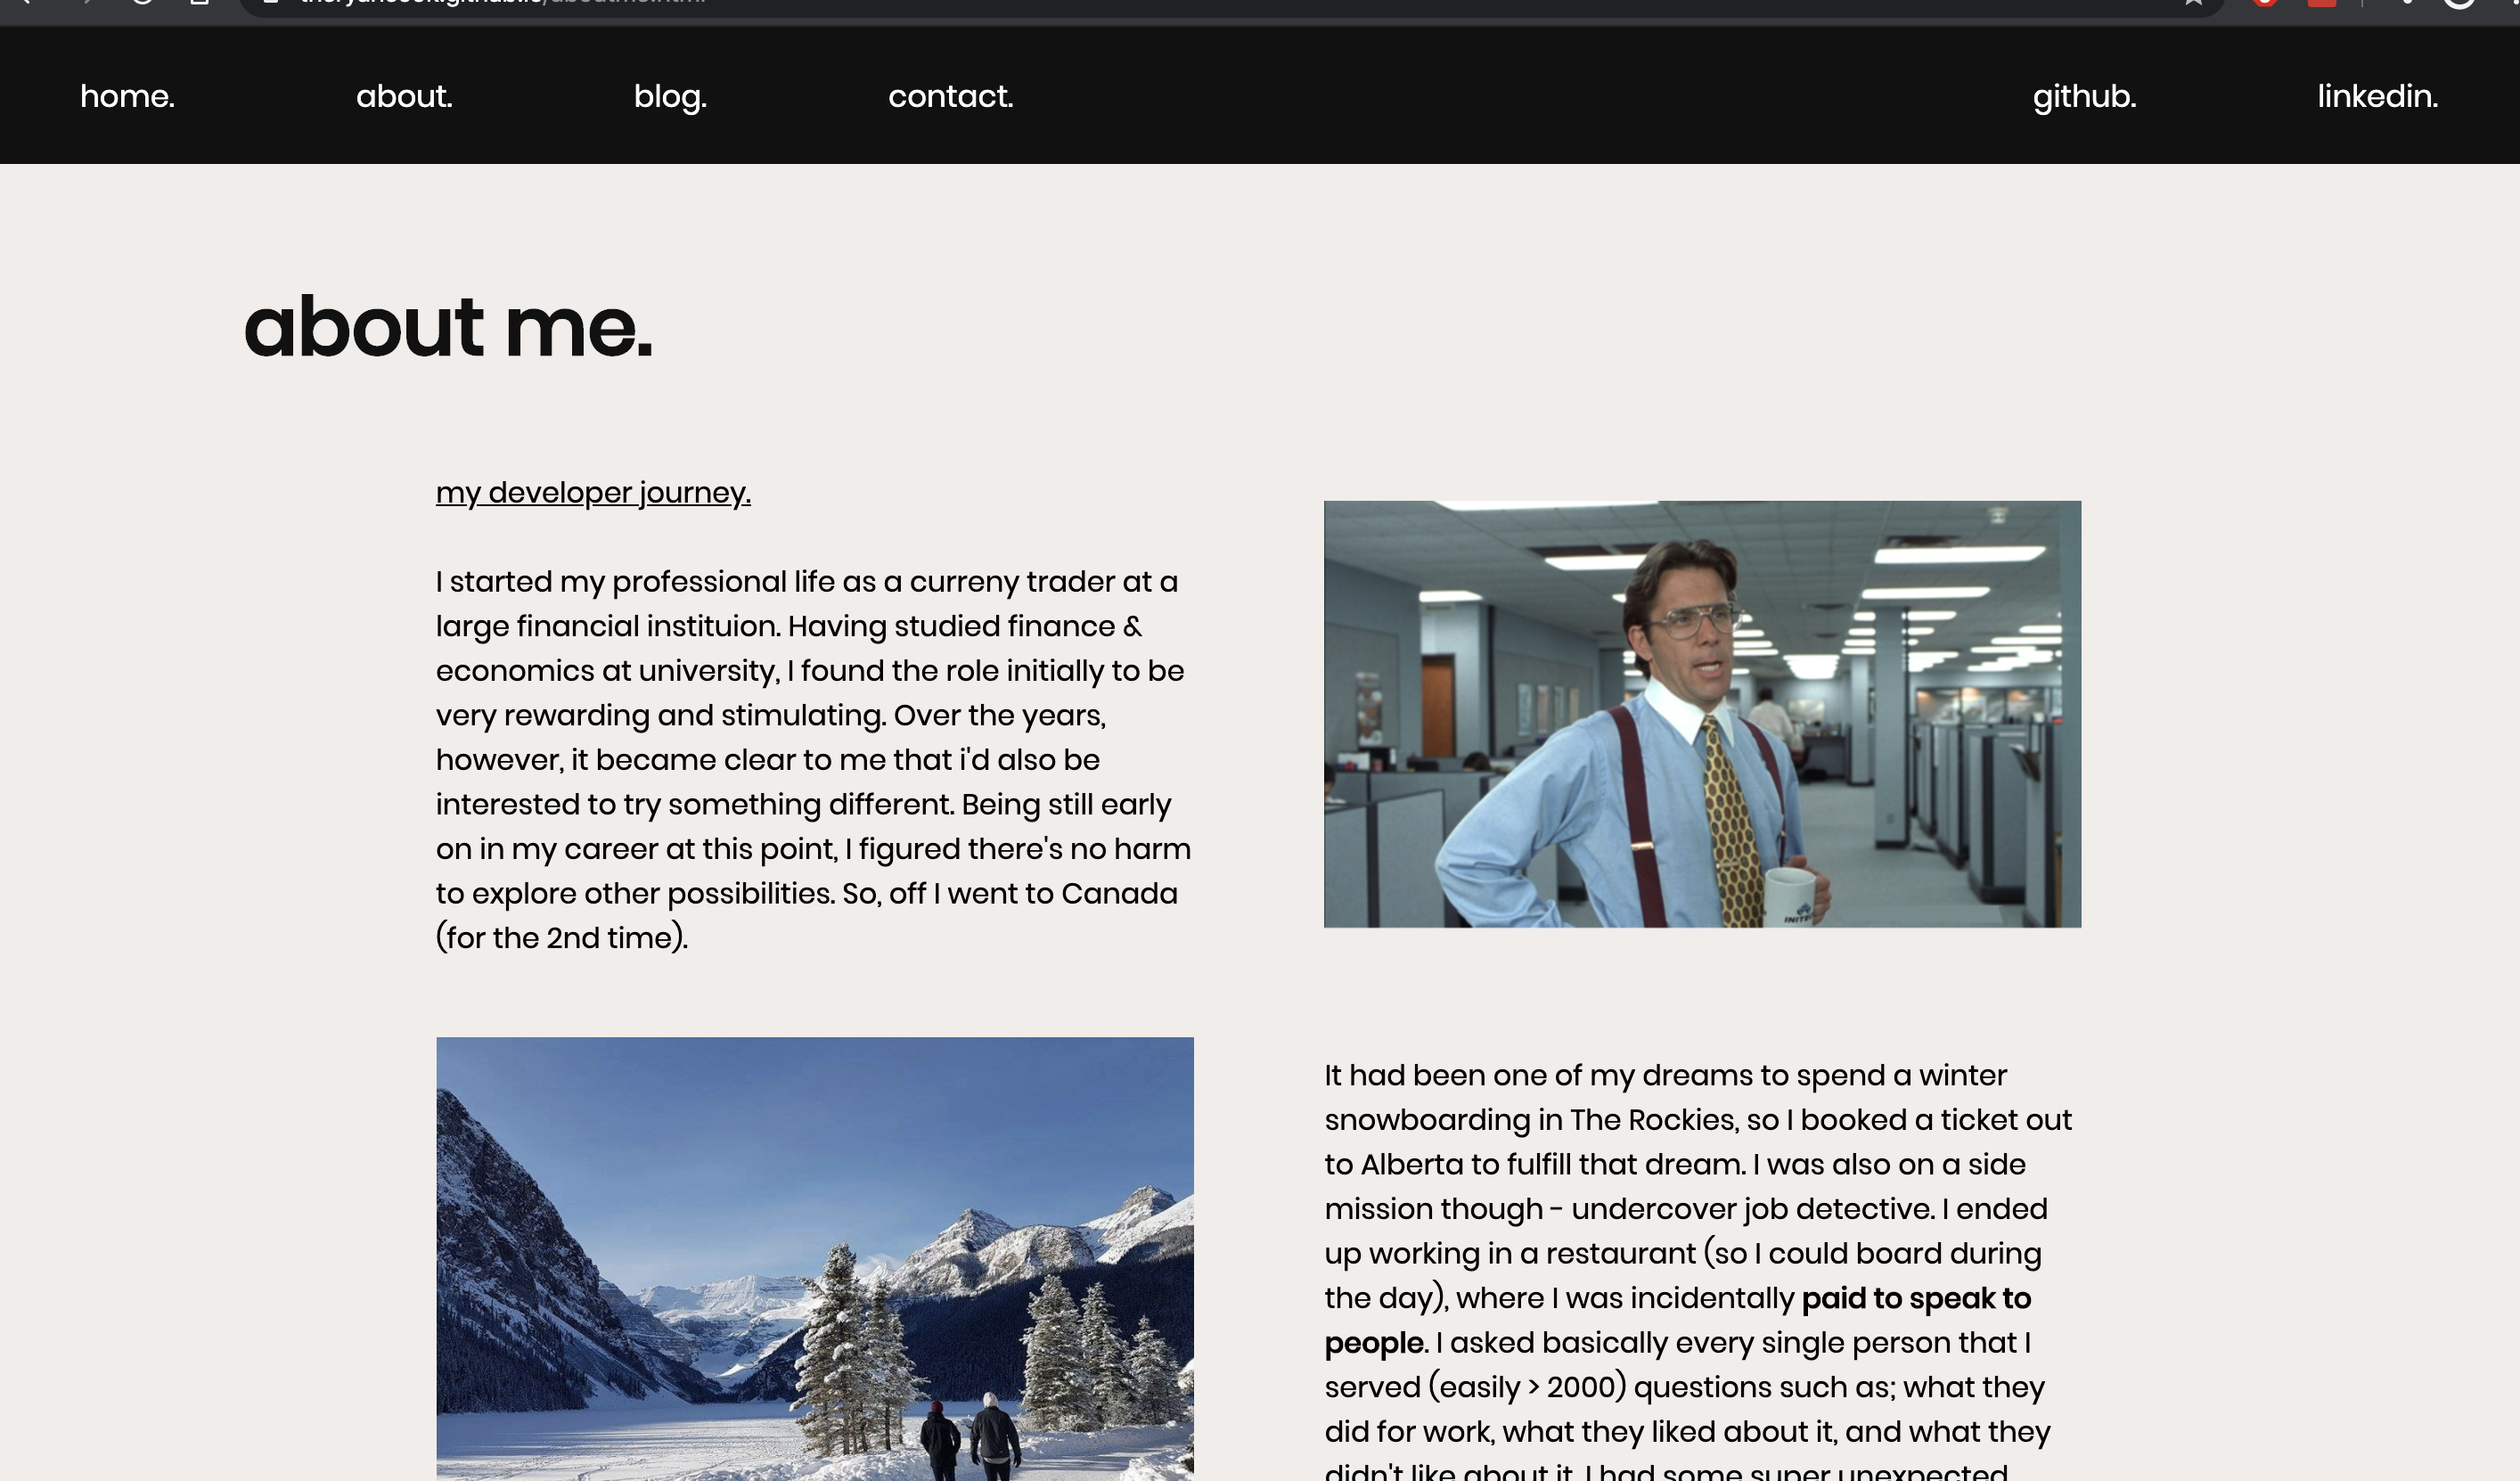 home.
about.
blog.
contact.
github.
linkedin.
about me.
my developer journey.
I started my professional life as a curreny trader at a
large financial instituion. Having studied finance &
economics at university, I found the role initially to be
very rewarding and stimulating. Over the years,
however, it became clear to me that i'd also be
interested to try something different. Being still early
on in my career at this point, I figured there's no harm
to explore other possibilities. So, off I went to Canada
(for the 2nd time).
It had been one of my dreams to spend a winter
snowboarding in The Rockies, so I booked a ticket out
to Alberta to fulfill that dream. I was also on a side
mission though - undercover job detective. I ended
up working in a restaurant (so I could board during
the day), where I was incidentally paid to speak to
people. I asked basically every single person that I
served (easily > 2000) questions such as; what they
did for work, what they liked about it, and what they
didn't like about it. I had some super unexpected